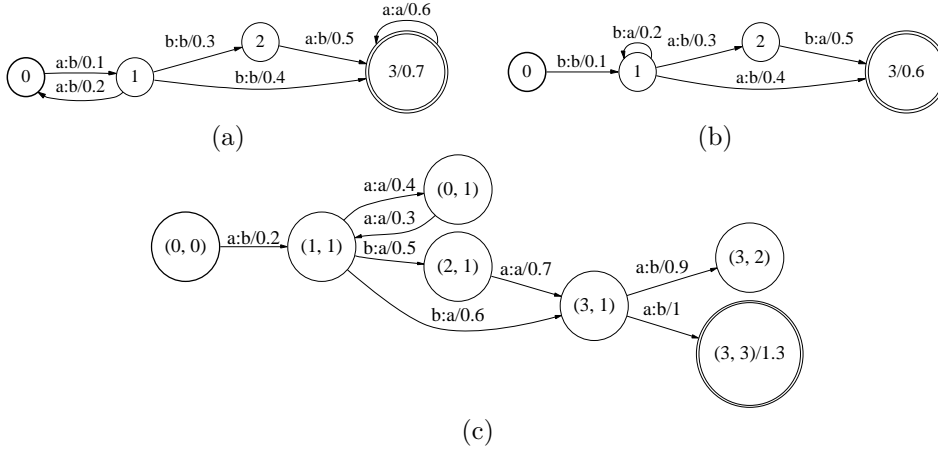 a:a/0.6
b:a/0.2
b:b/0.3 2 a:b/0.5
a:b/0.3 2 b:a/0.5
0 a:b/0.1 1 3/0.7
0 b:b/0.1 1 3/0.6
a:b/0.2 b:b/0.4
a:b/0.4
(a) (b)
a:a/0.4 (0, 1)
a:a/0.3
(0, 0) a:b/0.2 (1, 1) b:a/0.5
(2, 1) a:a/0.7
a:b/0.9 (3, 2)
b:a/0.6 (3, 1)
a:b/1
(3, 3)/1.3
(c)